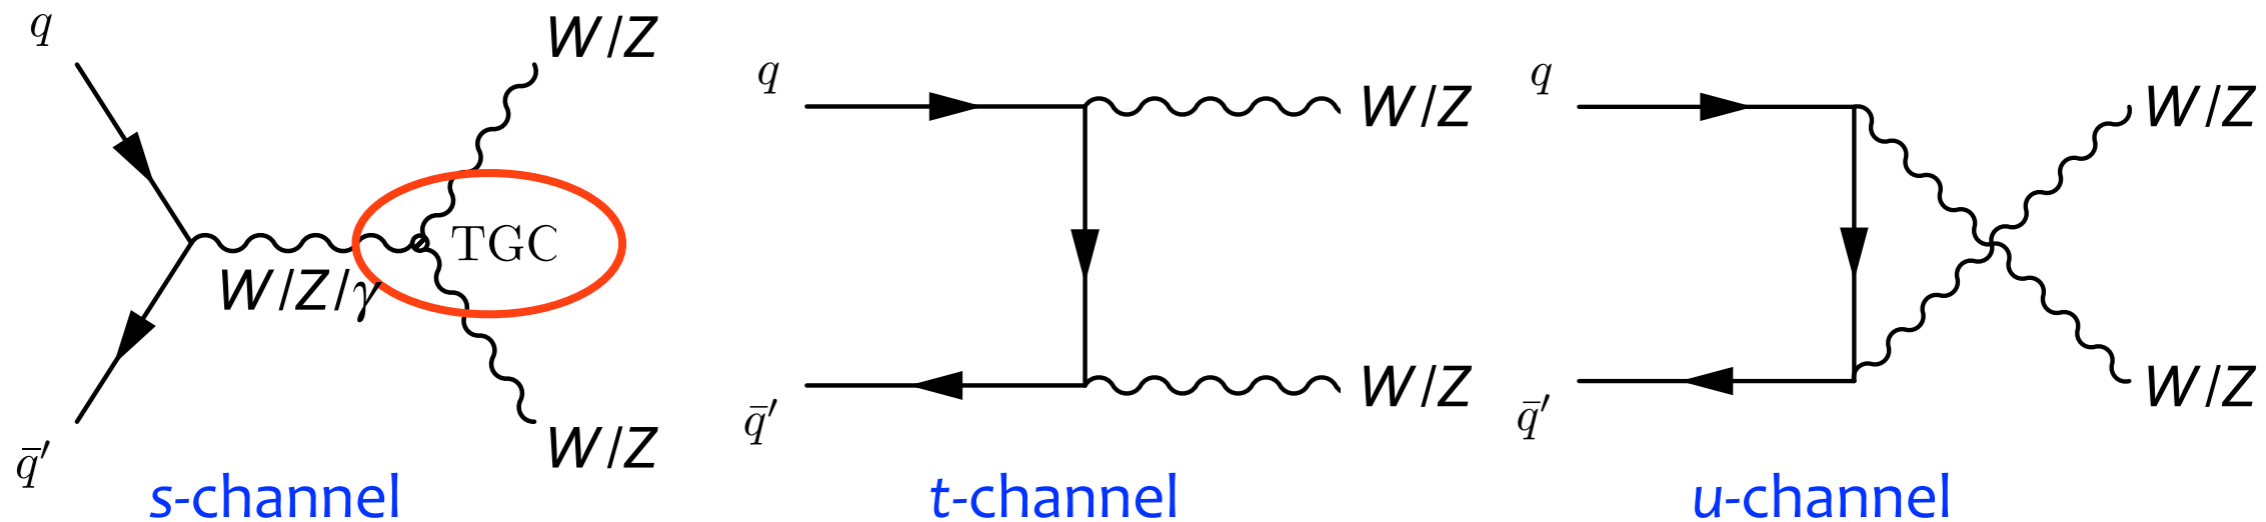 q
W/Z
TGC
W/Z/γ
W/Z
q̄′
s-channel
q
W/Z
W/Z
q̄′
t-channel
q
W/Z
W/Z
q̄′
u-channel